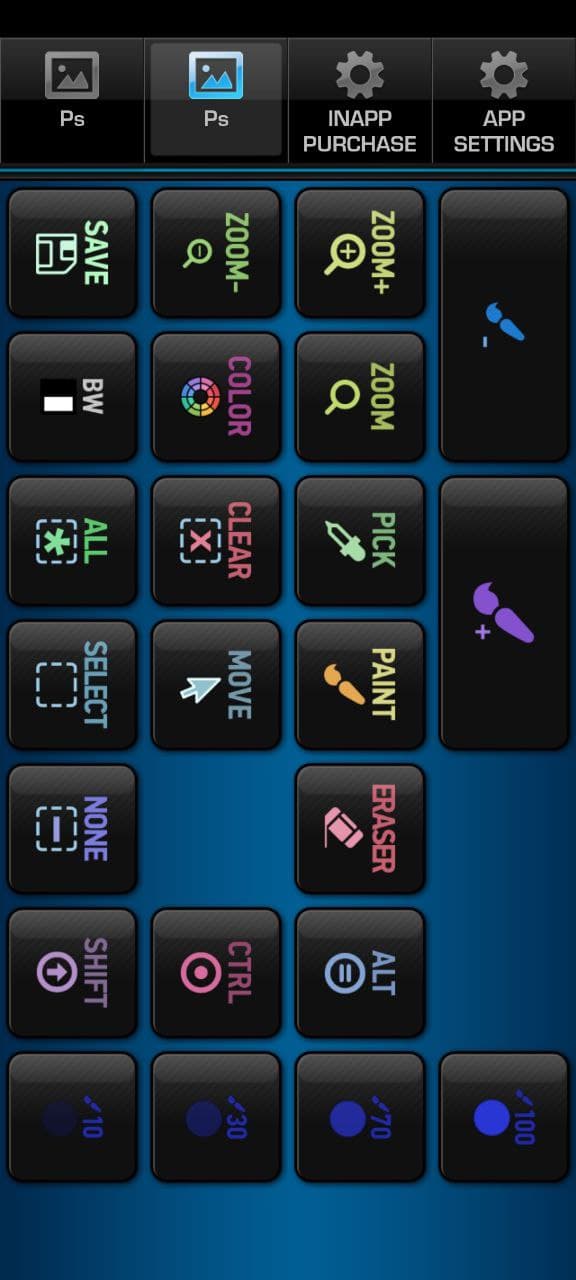 Ps
Ps
INAPP
PURCHASE
APP
SETTINGS
SAVE
ZOOM-
ZOOM+
-
BW
COLOR
ZOOM
ALL
CLEAR
PICK
+
SELECT
MOVE
PAINT
NONE
ERASER
SHIFT
CTRL
ALT
10
30
70
100